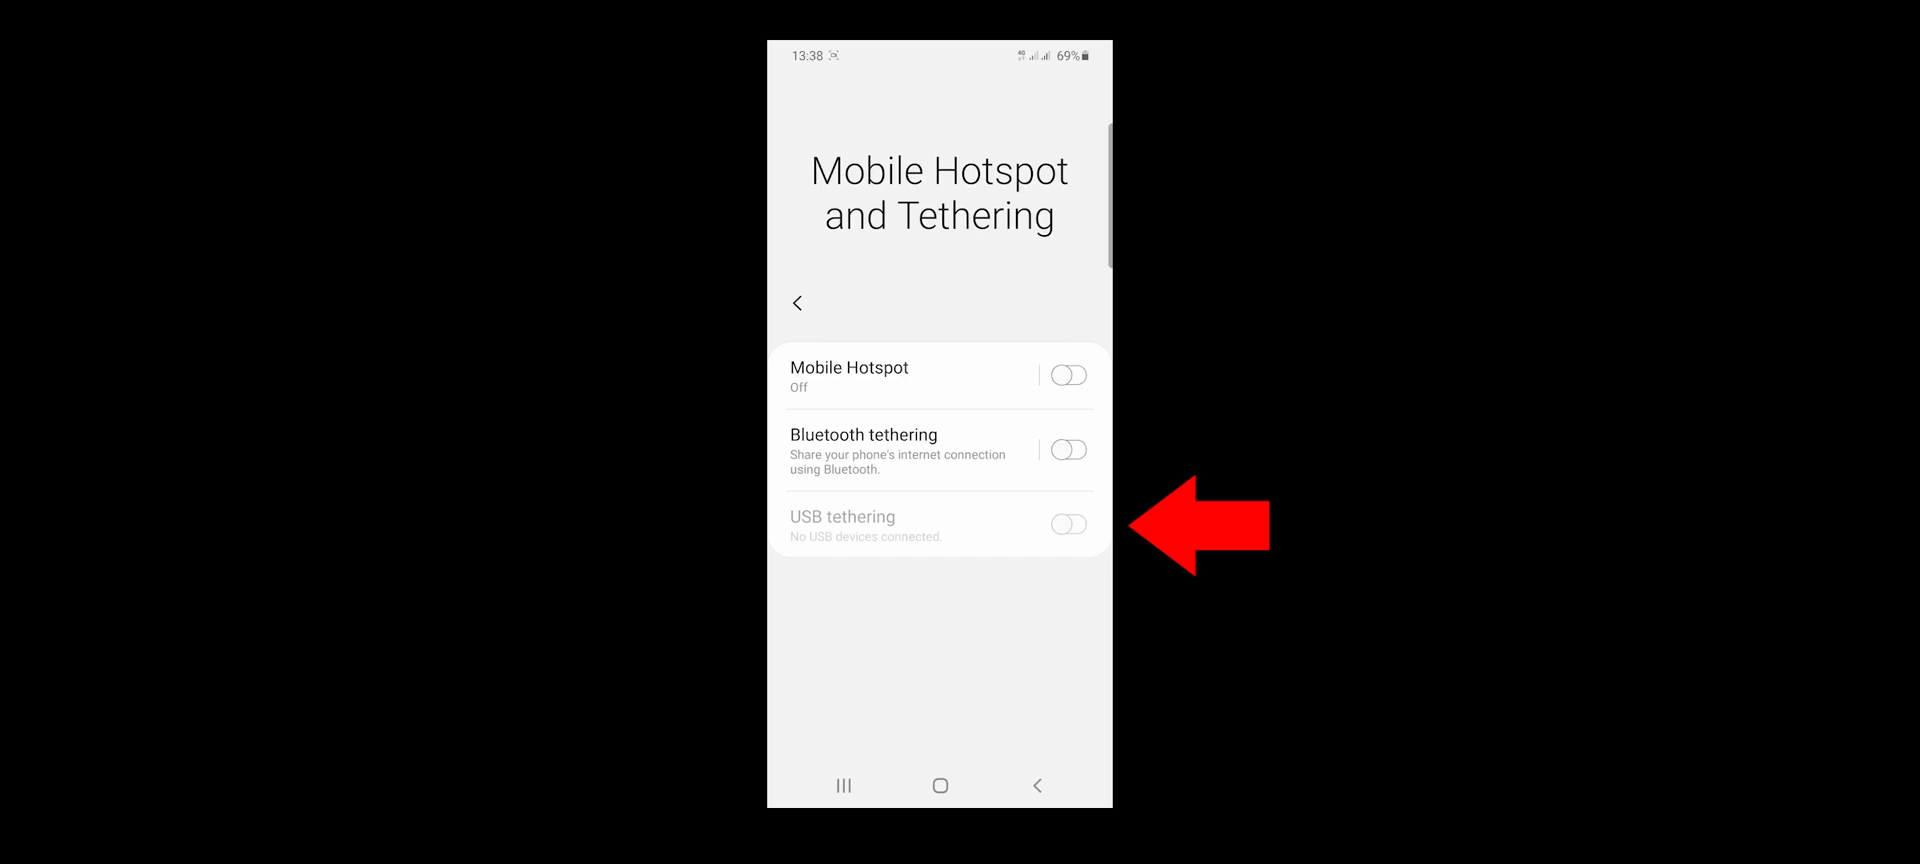 13:38
4G 69%
Mobile Hotspot
and Tethering
Mobile Hotspot
Off
Bluetooth tethering
Share your phone's internet connection
using Bluetooth.
USB tethering
No USB devices connected.